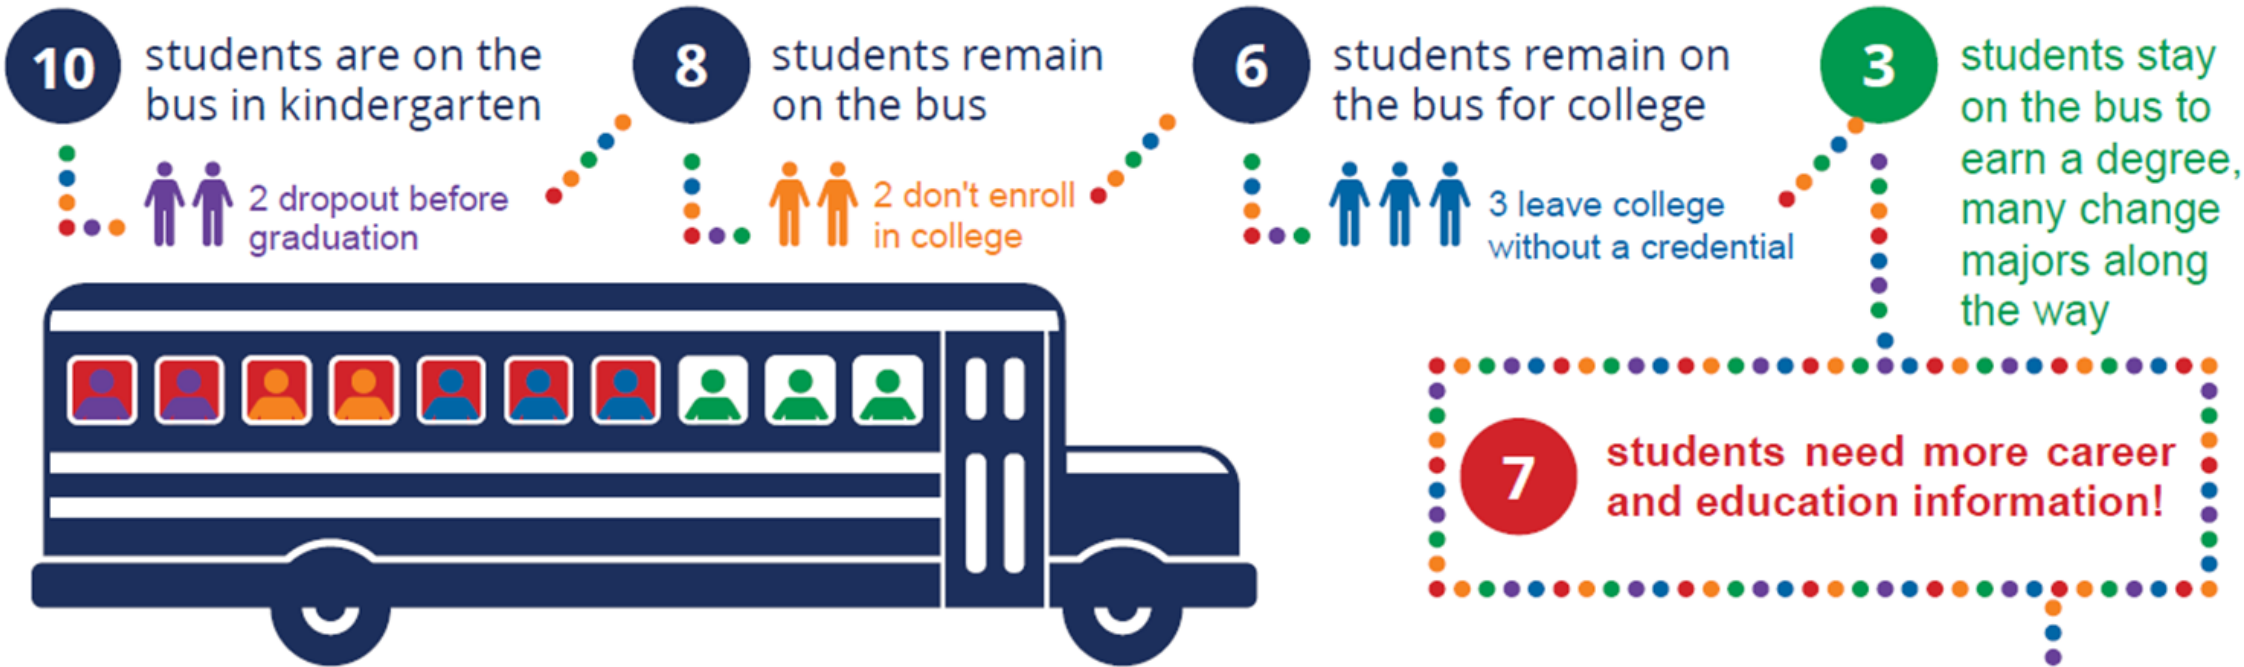 10
students are on the
bus in kindergarten
2 dropout before
graduation
8
students remain
on the bus
2 don't enroll
in college
6
students remain on
the bus for college
3 leave college
without a credential
3
students stay
on the bus to
earn a degree,
many change
majors along
the way
7
students need more career
and education information!